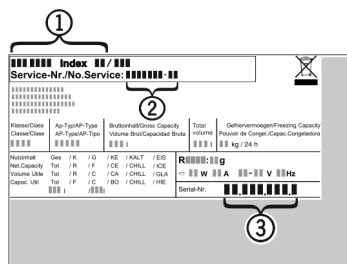 1
Index /
Service-Nr./No.Service: -
2
Klasse/Class Ap-Typ/AP-Type Bruttoinhalt/Gross Capacity Total Gefriervermoegen/Freezing Capacity
Classe/Clase AP-Type/AP-Tipo Volume Brut/Capacidad Bruta volume Pouvoir de Congel./Capac.Congeladora
l l kg / 24 h
Nutzinhalt Ges / K / G / KE / KALT / EIS
Net.Capacity Tot / R / F / CE / CHILL / ICE
Volume Utile Tot / R / C / CA / CHILL / GLA
Capac. Util Tot / F / C / BO / CHILL / HIE
l / l
R : g
W A - V Hz
Serial-Nr. . . .
3